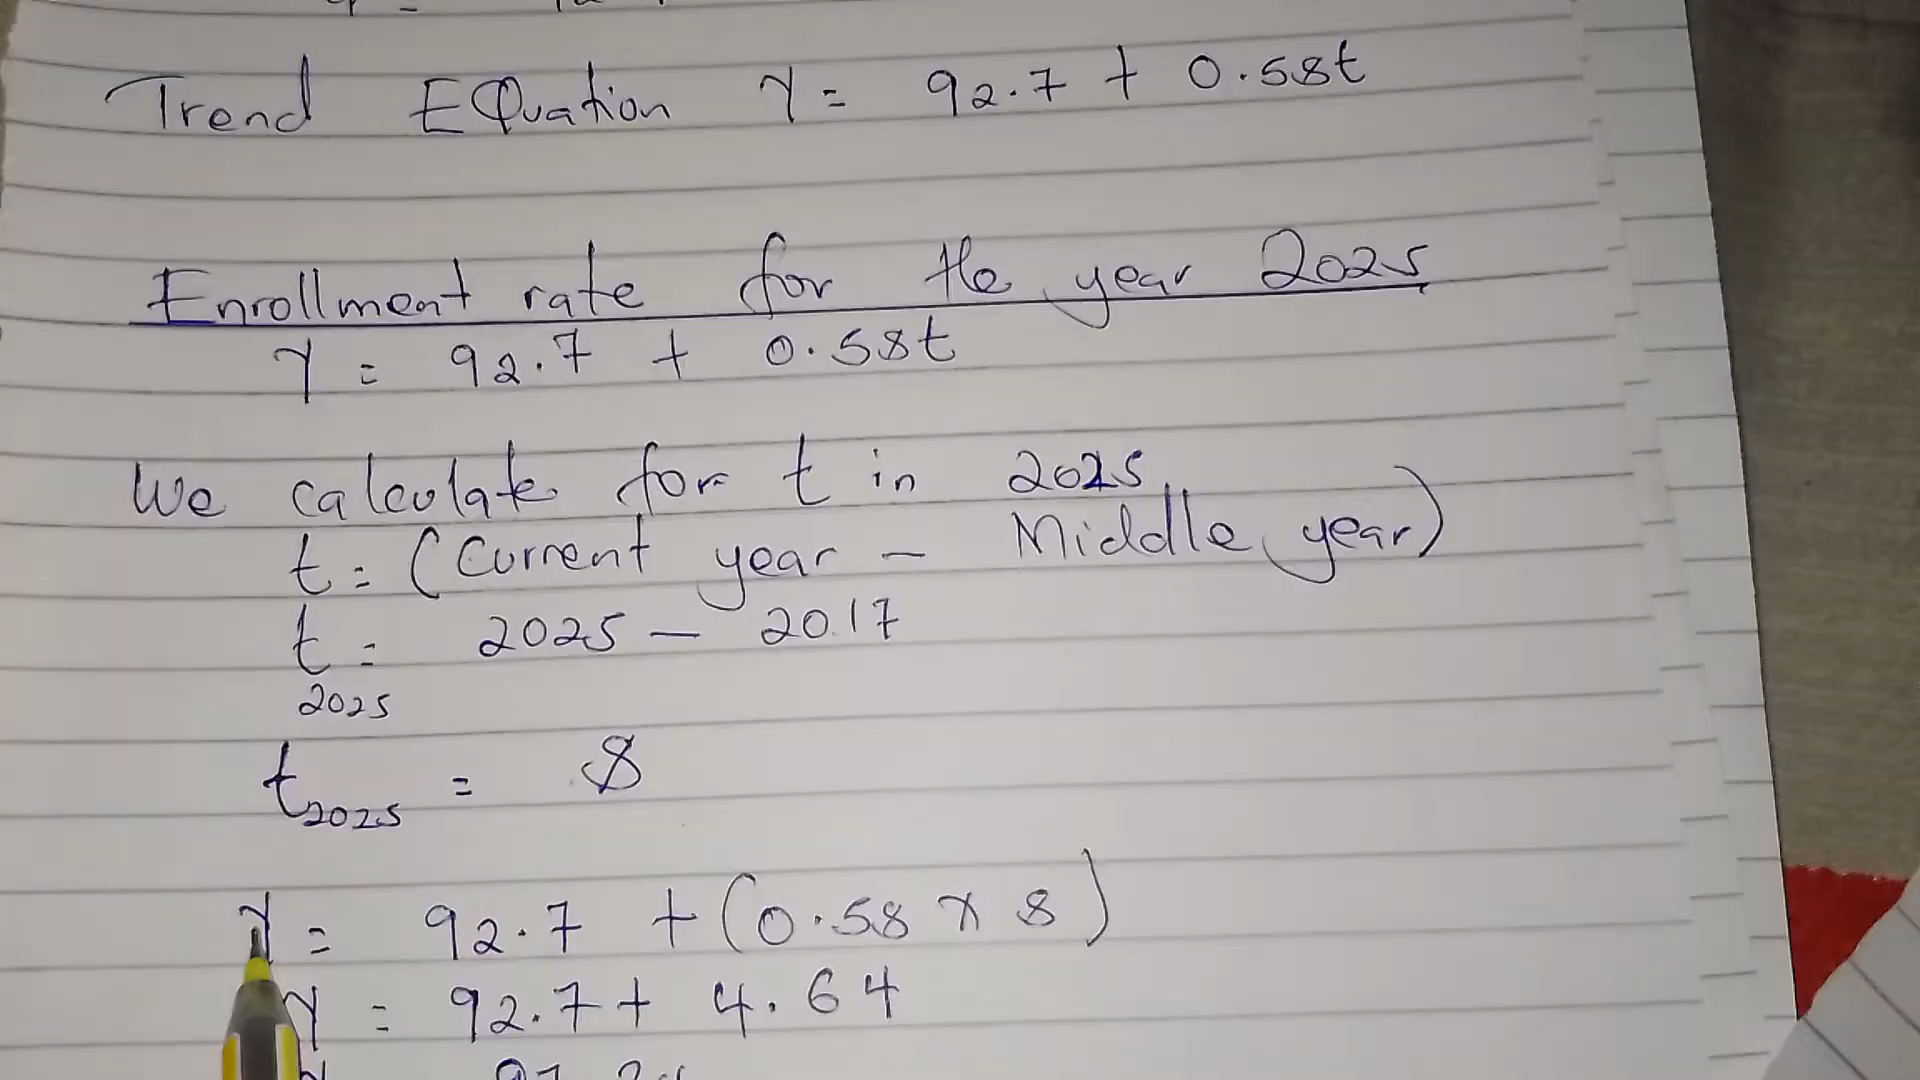 Trend EQuation Y = 92.7 + 0.58t
Enrollment rate for the year 2025
Y = 92.7 + 0.58t
We calculate for t in 2025
t = (Current year - Middle year)
t = 2025 - 2017
2025
t2025 = 8
Y = 92.7 + (0.58 x 8)
Y = 92.7 + 4.64